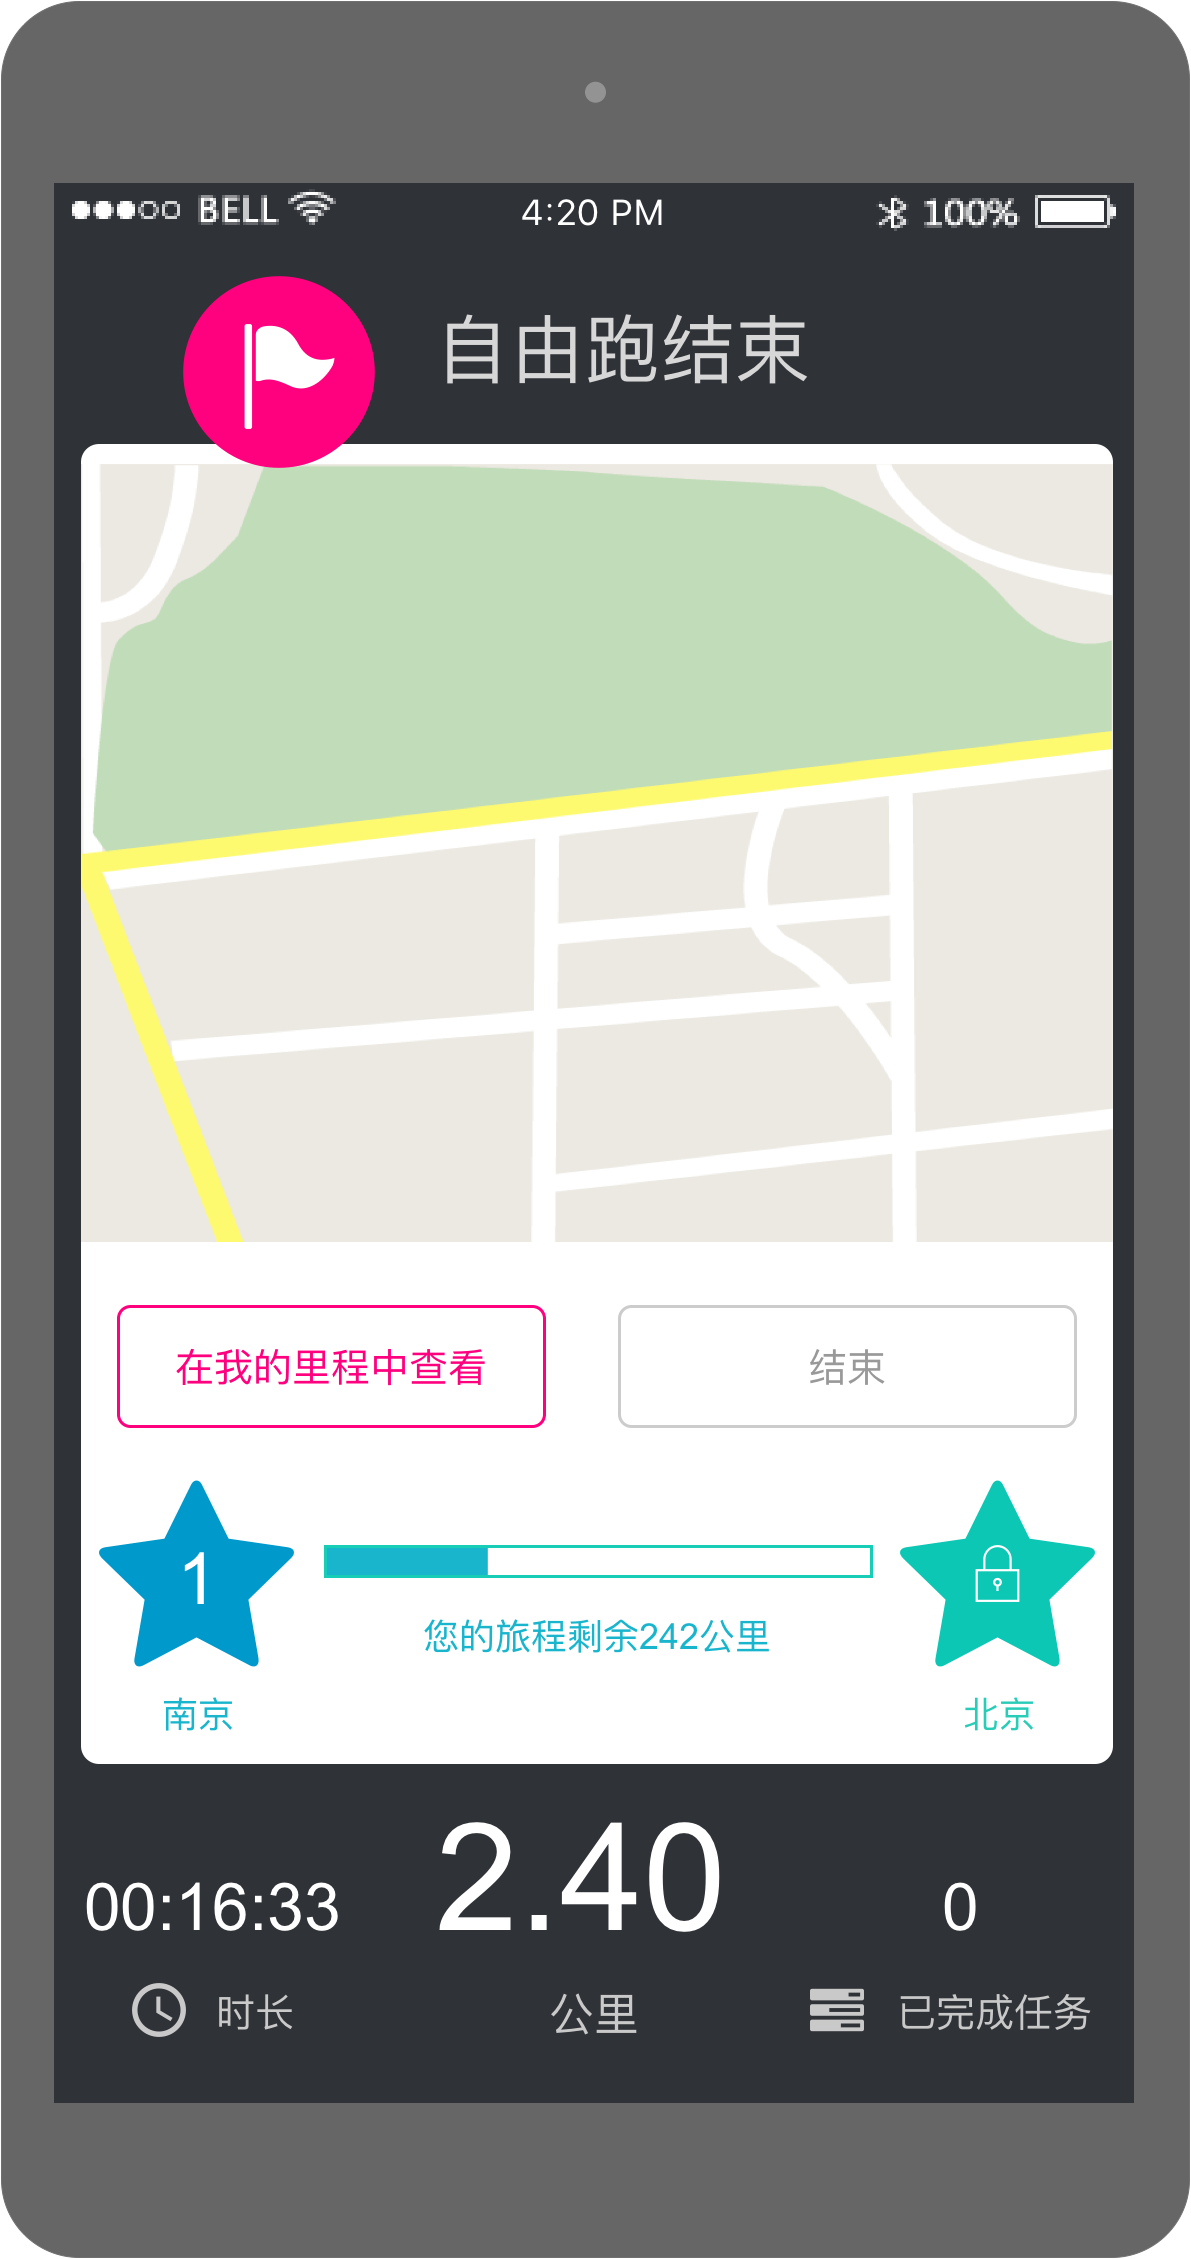 BELL 4:20 PM 100%
自由跑结束
在我的里程中查看 结束
1
您的旅程剩余242公里
南京 北京
00:16:33 2.40 0
时长 公里 已完成任务